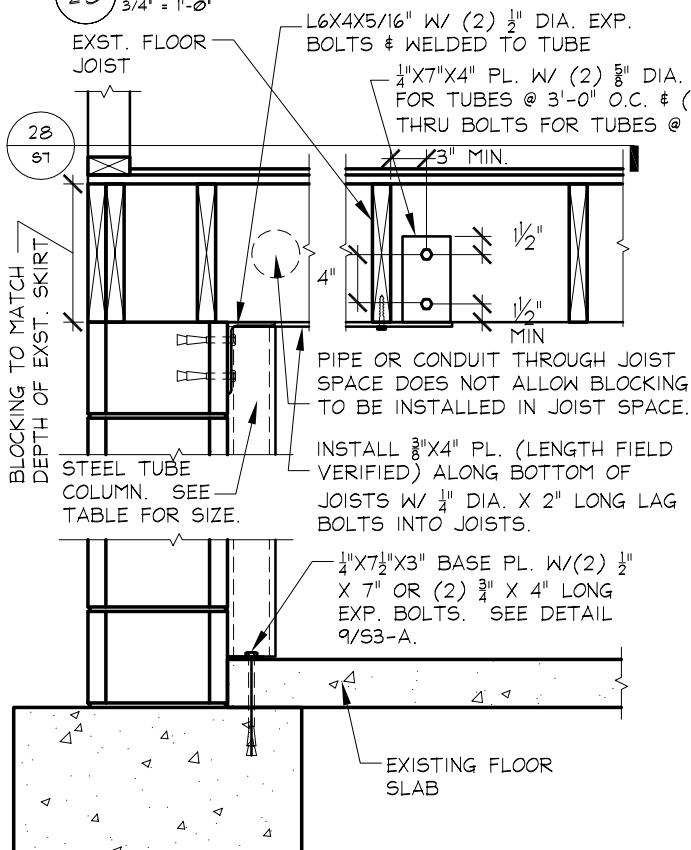 3/4" = 1'-0"
L6X4X5/16" W/ (2) 1/2" DIA. EXP.
BOLTS & WELDED TO TUBE
EXST. FLOOR
JOIST
1/4"X7"X4" PL. W/ (2) 5/8" DIA.
FOR TUBES @ 3'-0" O.C. & (
THRU BOLTS FOR TUBES @
28
S7
3" MIN.
1 1/2"
4"
1 1/2"
MIN
BLOCKING TO MATCH
DEPTH OF EXST. SKIRT
PIPE OR CONDUIT THROUGH JOIST
SPACE DOES NOT ALLOW BLOCKING
TO BE INSTALLED IN JOIST SPACE.
INSTALL 3/8"X4" PL. (LENGTH FIELD
VERIFIED) ALONG BOTTOM OF
JOISTS W/ 1/4" DIA. X 2" LONG LAG
BOLTS INTO JOISTS.
STEEL TUBE
COLUMN. SEE
TABLE FOR SIZE.
1/4"X7 1/2"X3" BASE PL. W/(2) 1/2"
X 7" OR (2) 3/4" X 4" LONG
EXP. BOLTS. SEE DETAIL
9/S3-A.
EXISTING FLOOR
SLAB